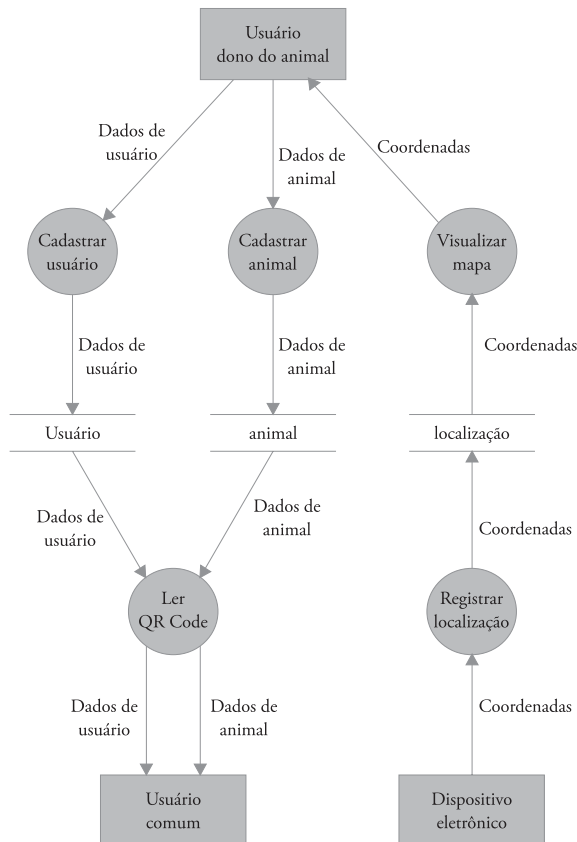 Usuário
dono do animal
Dados de
usuário
Dados de
animal
Coordenadas
Cadastrar
usuário
Cadastrar
animal
Visualizar
mapa
Dados de
usuário
Dados de
animal
Coordenadas
Usuário
animal
localização
Dados de
usuário
Dados de
animal
Coordenadas
Ler
QR Code
Registrar
localização
Dados de
usuário
Dados de
animal
Coordenadas
Usuário
comum
Dispositivo
eletrônico